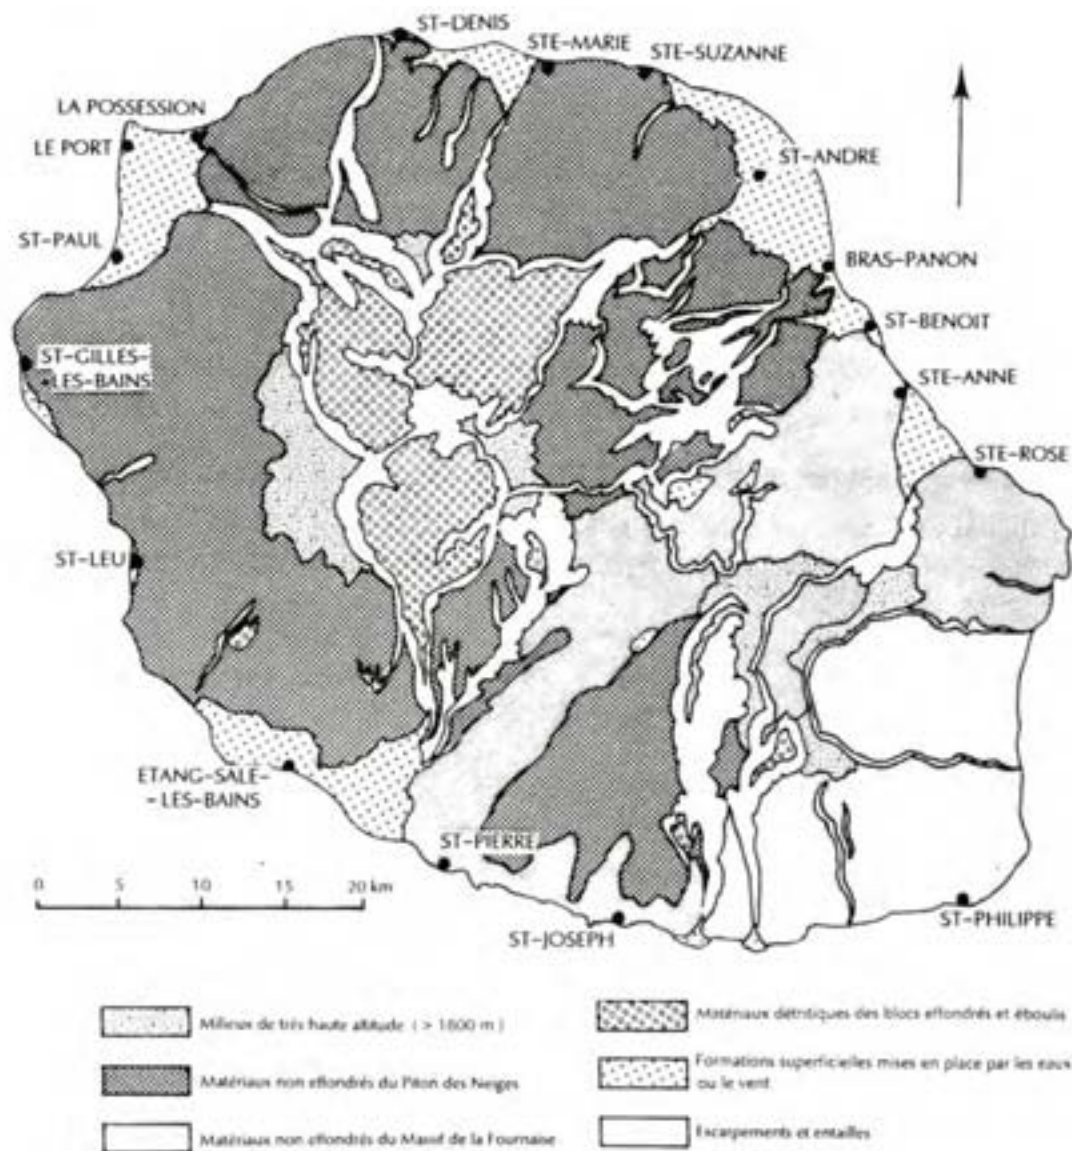 ST-DENIS
STE-MARIE
STE-SUZANNE
LA POSSESSION
LE PORT
ST-ANDRE
ST-PAUL
BRAS-PANON
ST-BENOIT
ST-GILLES-
-LES-BAINS
STE-ANNE
STE-ROSE
ST-LEU
ETANG-SALE-
-LES-BAINS
ST-PIERRE
0 5 10 15 20 km
ST-JOSEPH
ST-PHILIPPE
Milieux de très haute altitude ( > 1800 m )
Matériaux non effondrés du Piton des Neiges
Matériaux non effondrés du Massif de la Fournaise
Matériaux détritiques des blocs effondrés et éboulis
Formations superficielles mises en place par les eaux
ou le vent
Escarpements et entailles